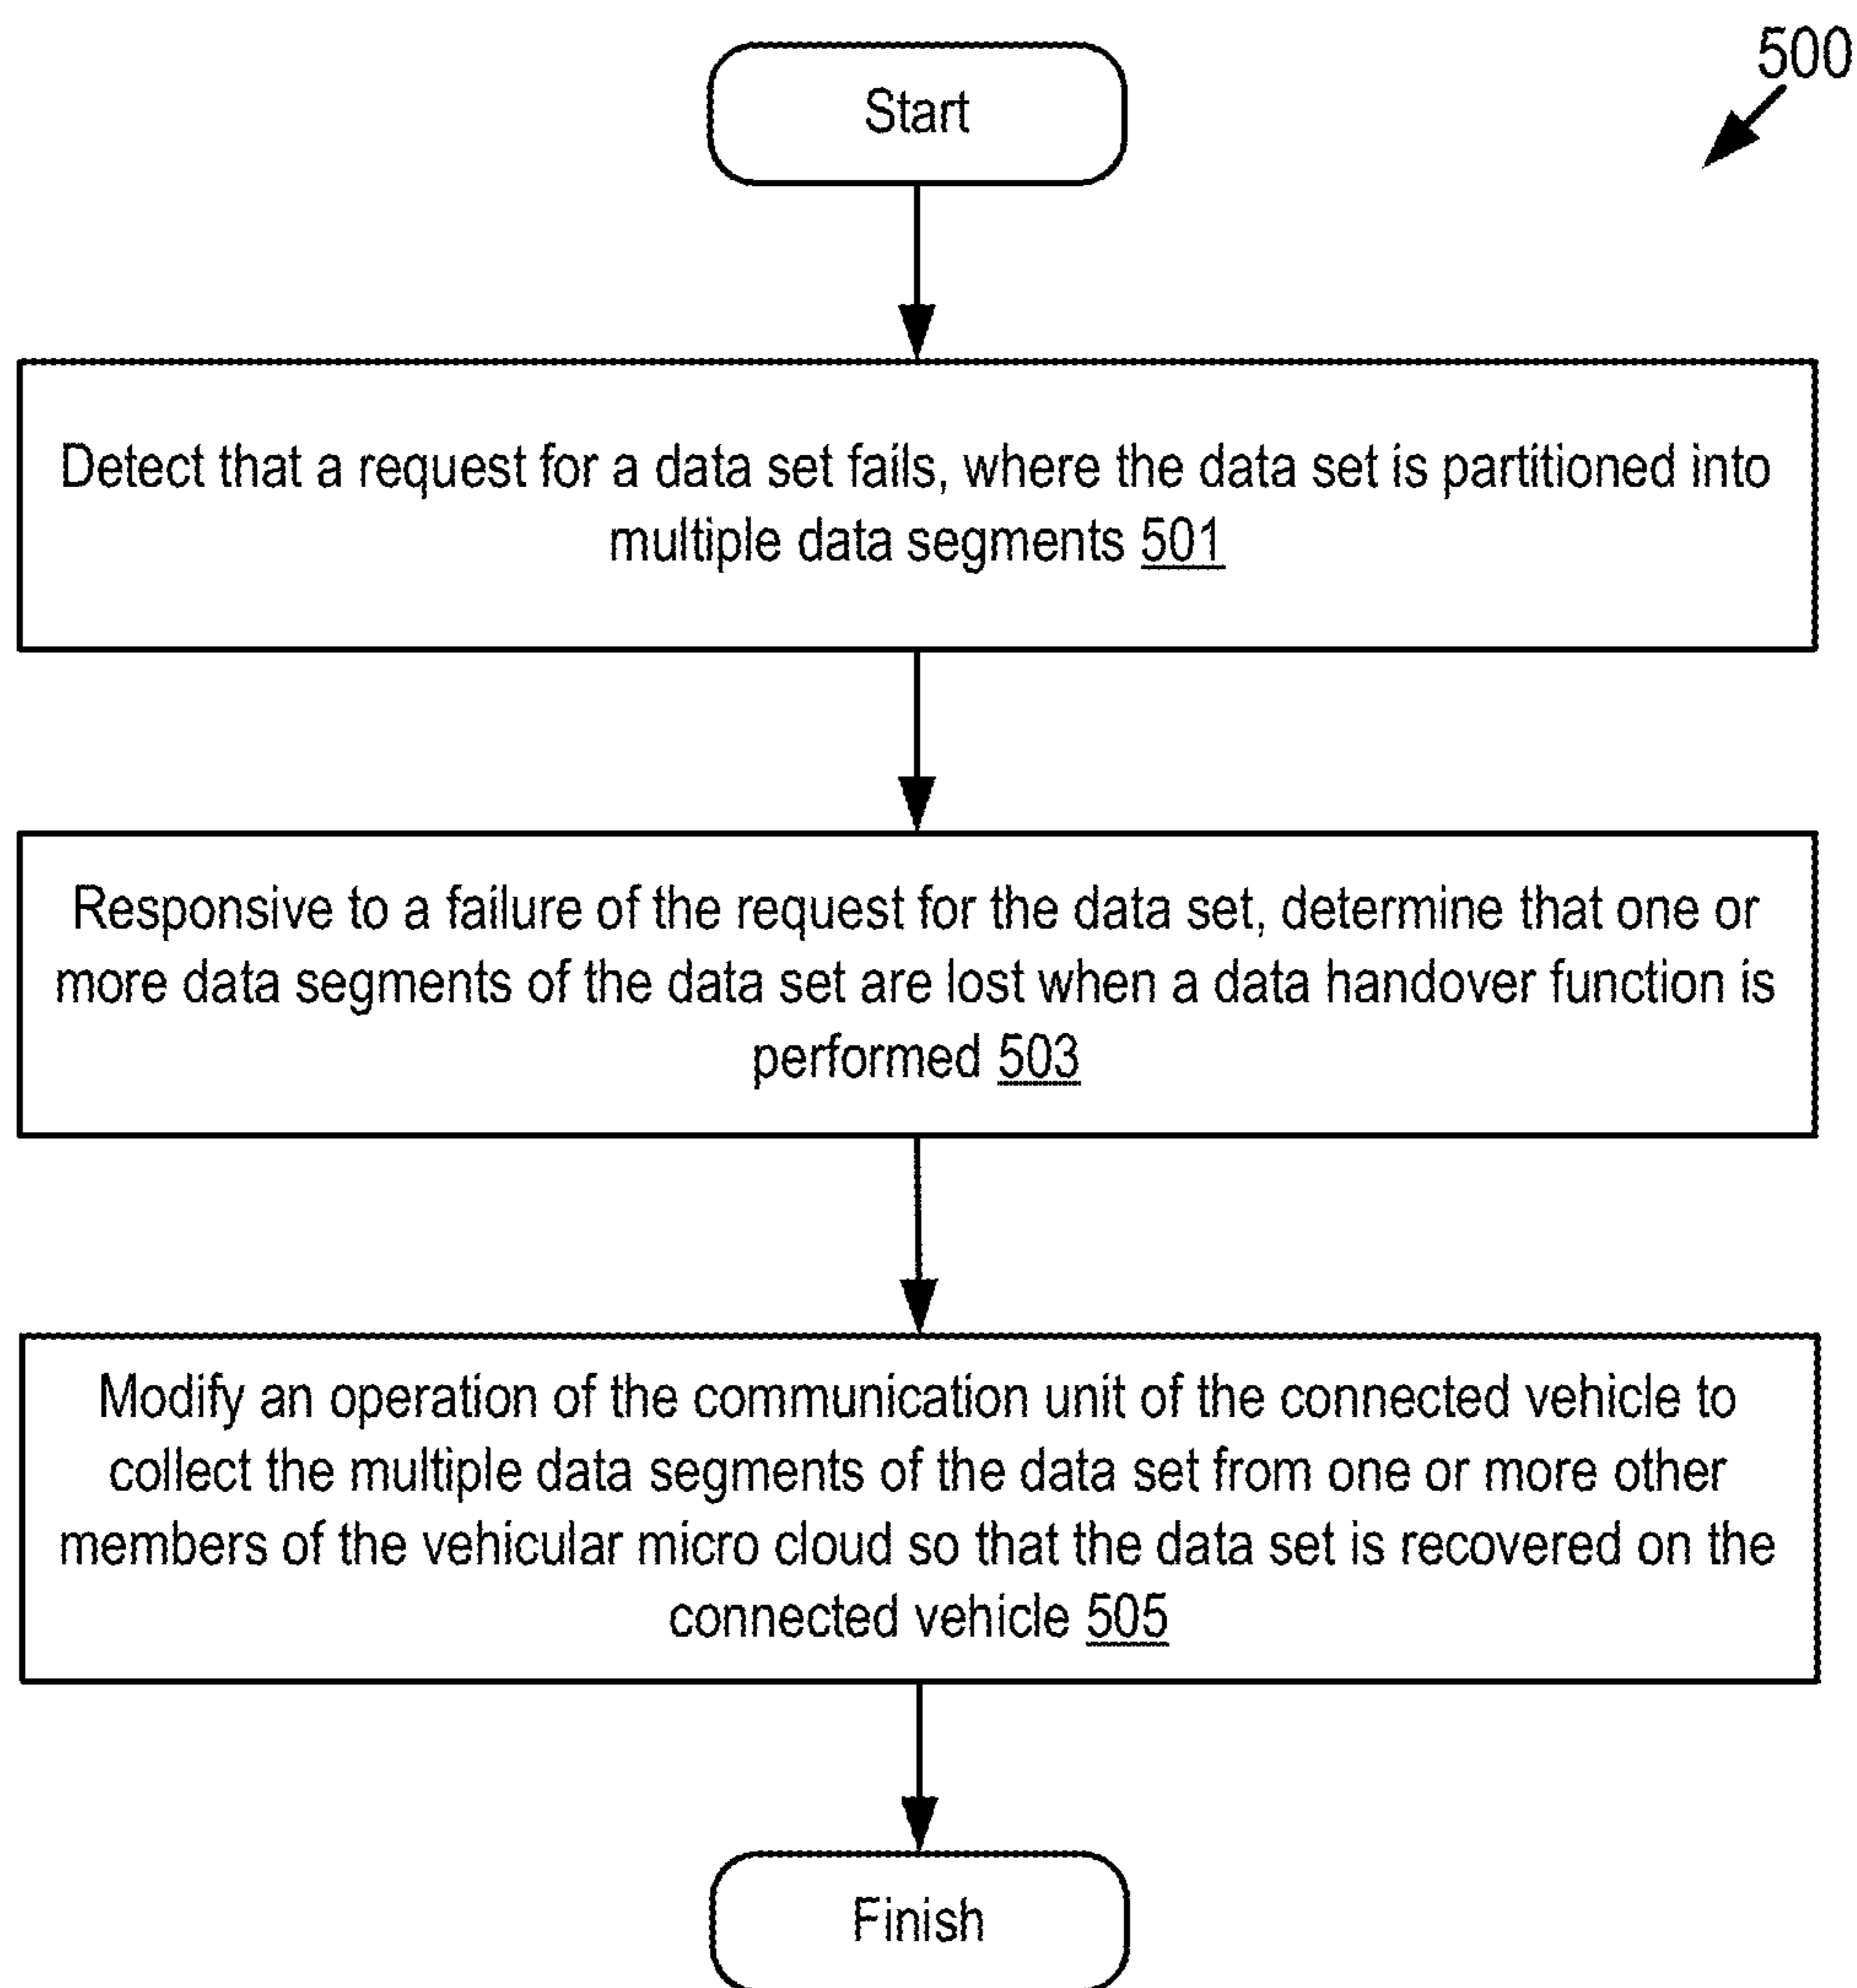 500
Start
Detect that a request for a data set fails, where the data set is partitioned into
multiple data segments 501
Responsive to a failure of the request for the data set, determine that one or
more data segments of the data set are lost when a data handover function is
performed 503
Modify an operation of the communication unit of the connected vehicle to
collect the multiple data segments of the data set from one or more other
members of the vehicular micro cloud so that the data set is recovered on the
connected vehicle 505
Finish